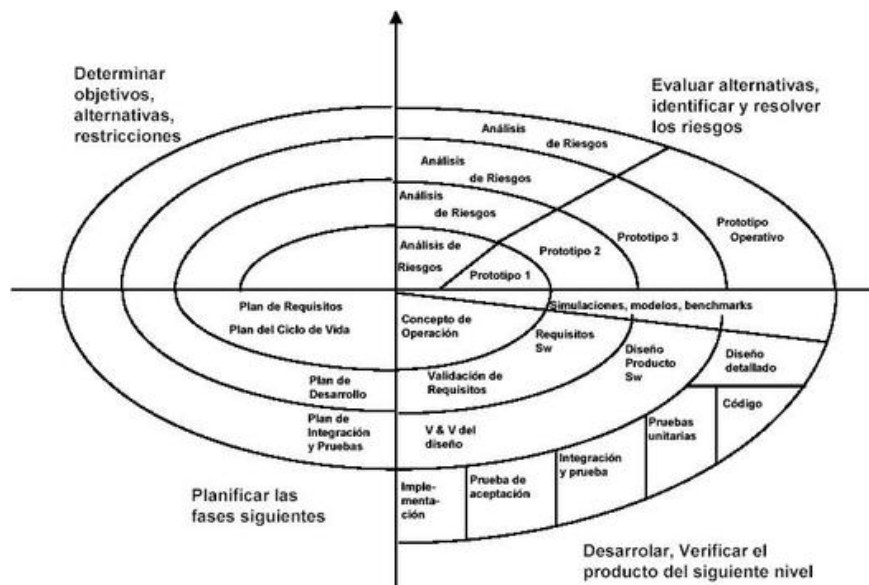 Determinar
objetivos,
alternativas,
restricciones
Evaluar alternativas,
identificar y resolver
los riesgos
Análisis
de Riesgos
Análisis
de Riesgos
Análisis
de Riesgos
Análisis de
Riesgos
Prototipo 1
Prototipo 2
Prototipo 3
Prototipo
Operativo
Simulaciones, modelos, benchmarks
Plan de Requisitos
Plan del Ciclo de Vida
Concepto de
Operación
Requisitos
Sw
Diseño
Producto
Sw
Diseño
detallado
Plan de
Desarrollo
Validación de
Requisitos
Plan de
Integración
y Pruebas
V & V del
diseño
Código
Pruebas
unitarias
Integración
y prueba
Prueba de
aceptación
Imple-
menta-
ción
Planificar las
fases siguientes
Desarrolar, Verificar el
producto del siguiente nivel